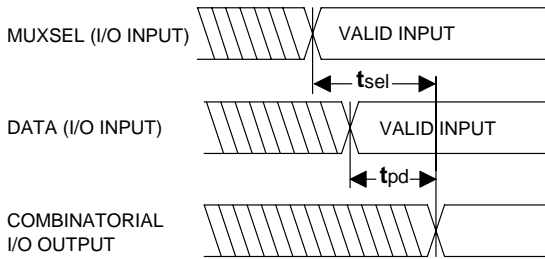 MUXSEL (I/O INPUT)
VALID INPUT
tsel
DATA (I/O INPUT)
VALID INPUT
tpd
COMBINATORIAL
I/O OUTPUT